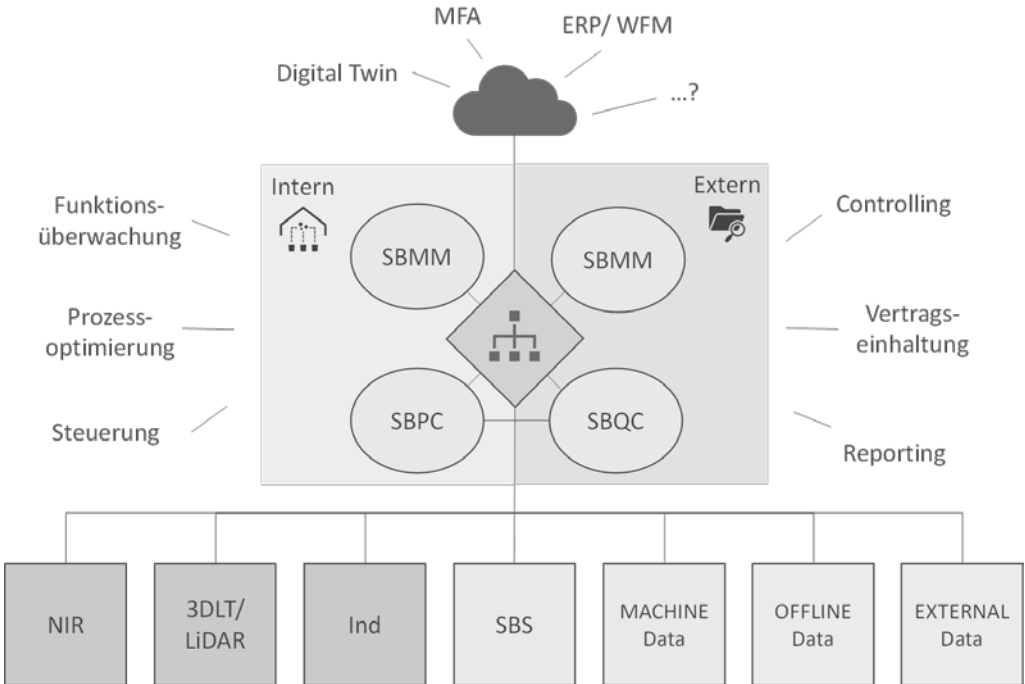 MFA
ERP/ WFM
Digital Twin
...?
Intern
Extern
Funktions-
überwachung
SBMM
SBMM
Controlling
Prozess-
optimierung
Vertrags-
einhaltung
Steuerung
SBPC
SBQC
Reporting
NIR
3DLT/
LiDAR
Ind
SBS
MACHINE
Data
OFFLINE
Data
EXTERNAL
Data